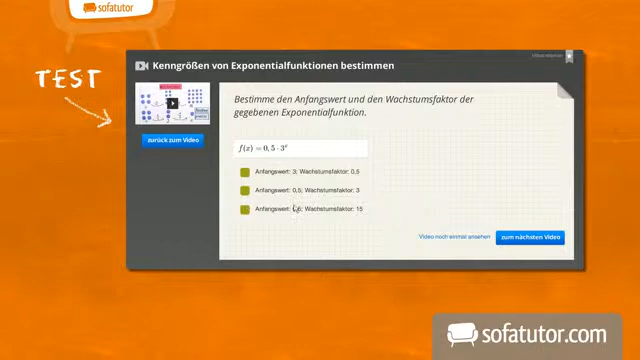 sofatutor
TEST
Kenngrößen von Exponentialfunktionen bestimmen
zurück zum Video
Bestimme den Anfangswert und den Wachstumsfaktor der
gegebenen Exponentialfunktion.
f(x) = 0,5 · 3ˣ
Anfangswert: 3; Wachstumsfaktor: 0,5
Anfangswert: 0,5; Wachstumsfaktor: 3
Anfangswert: Wachstumsfaktor: 15
Video noch einmal ansehen
zum nächsten Video
sofatutor.com